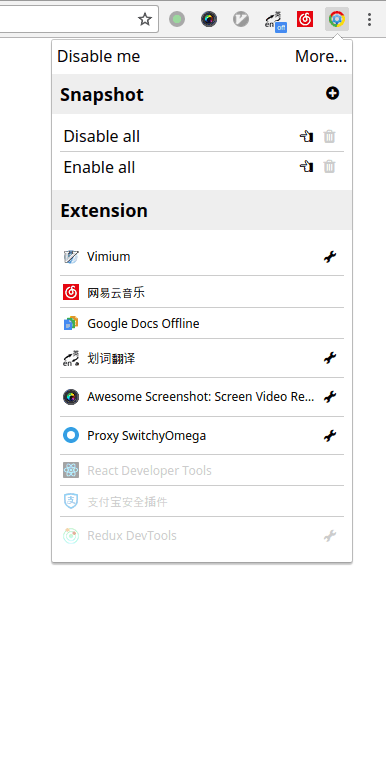 en off
Disable me More...
Snapshot
Disable all
Enable all
Extension
Vimium
网易云音乐
Google Docs Offline
划词翻译
Awesome Screenshot: Screen Video Re...
Proxy SwitchyOmega
React Developer Tools
支付宝安全插件
Redux DevTools